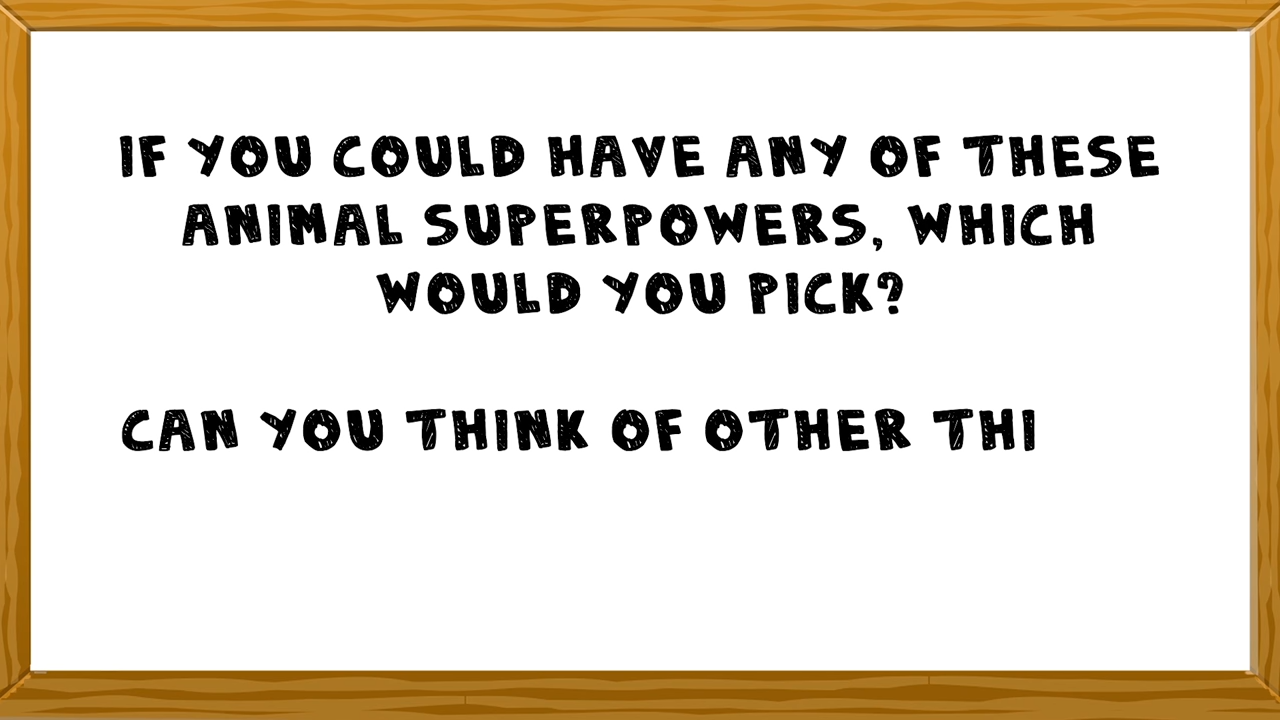 IF YOU COULD HAVE ANY OF THESE
ANIMAL SUPERPOWERS, WHICH
WOULD YOU PICK?
CAN YOU THINK OF OTHER THI